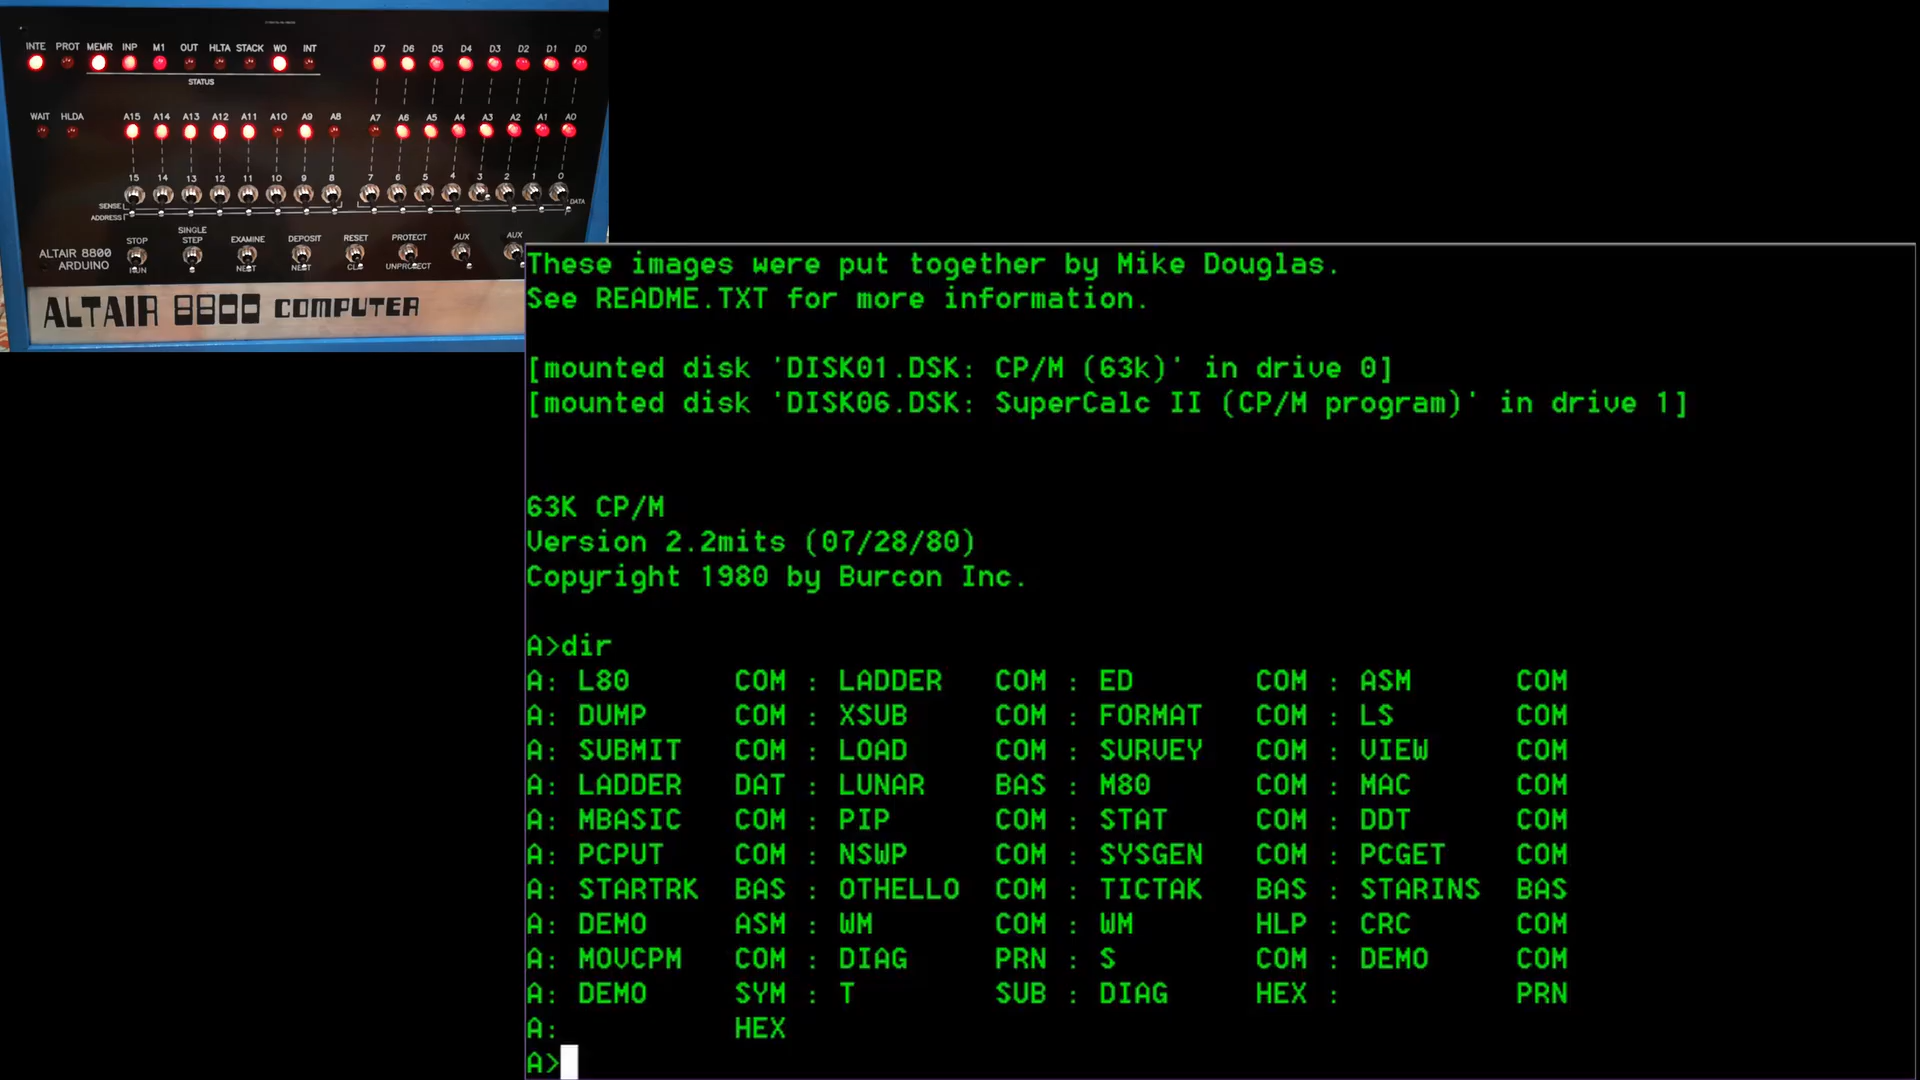 INTE PROT MEMR INP M1 OUT HLTA STACK WO INT D7 D6 D5 D4 D3 D2 D1 D0
STATUS
WAIT HLDA A15 A14 A13 A12 A11 A10 A9 A8 A7 A6 A5 A4 A3 A2 A1 A0
15 14 13 12 11 10 9 8 7 6 5 4 3 2 1 0
SENSE DATA
ADDRESS
STOP SINGLE STEP EXAMINE DEPOSIT RESET PROTECT AUX AUX
RUN NEXT NEXT CLR UNPROTECT
ALTAIR 8800
ARDUINO
ALTAIR 8800 COMPUTER
These images were put together by Mike Douglas.
See README.TXT for more information.
[mounted disk 'DISK01.DSK: CP/M (63k)' in drive 0]
[mounted disk 'DISK06.DSK: SuperCalc II (CP/M program)' in drive 1]
63K CP/M
Version 2.2mits (07/28/80)
Copyright 1980 by Burcon Inc.
A>dir
A: L80 COM : LADDER COM : ED COM : ASM COM
A: DUMP COM : XSUB COM : FORMAT COM : LS COM
A: SUBMIT COM : LOAD COM : SURVEY COM : VIEW COM
A: LADDER DAT : LUNAR BAS : M80 COM : MAC COM
A: MBASIC COM : PIP COM : STAT COM : DDT COM
A: PCPUT COM : NSWP COM : SYSGEN COM : PCGET COM
A: STARTRK BAS : OTHELLO COM : TICTAK BAS : STARINS BAS
A: DEMO ASM : WM COM : WM HLP : CRC COM
A: MOVCPM COM : DIAG PRN : S COM : DEMO COM
A: DEMO SYM : T SUB : DIAG HEX : PRN
A: HEX
A>